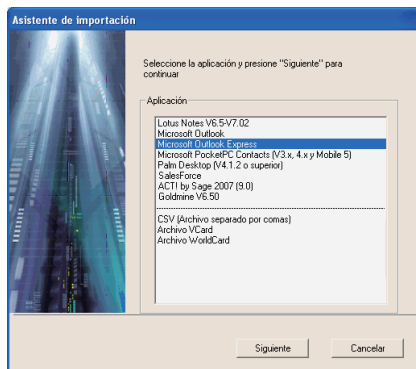 Asistente de importación
Seleccione la aplicación y presione "Siguiente" para
continuar
Aplicación
Lotus Notes V6.5-V7.02
Microsoft Outlook
Microsoft Outlook Express
Microsoft PocketPC Contacts (V3.x, 4.x y Mobile 5)
Palm Desktop (V4.1.2 o superior)
SalesForce
ACT! by Sage 2007 (9.0)
Goldmine V6.50
CSV (Archivo separado por comas)
Archivo VCard
Archivo WorldCard
Siguiente
Cancelar